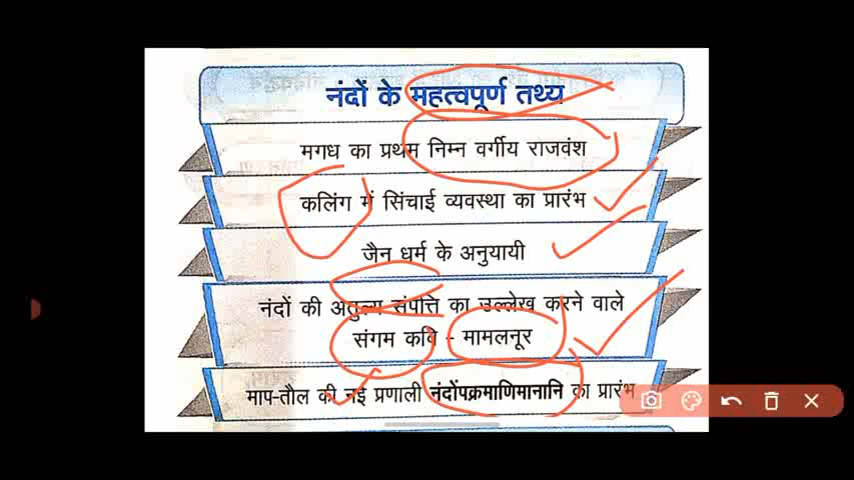 नंदों के महत्वपूर्ण तथ्य
मगध का प्रथम निम्न वर्गीय राजवंश
कलिंग में सिंचाई व्यवस्था का प्रारंभ
जैन धर्म के अनुयायी
नंदों की अतुल्य संपत्ति का उल्लेख करने वाले
संगम कवि - मामलनूर
माप-तौल की नई प्रणाली नंदोंपक्रमाणिमानानि का प्रारंभ